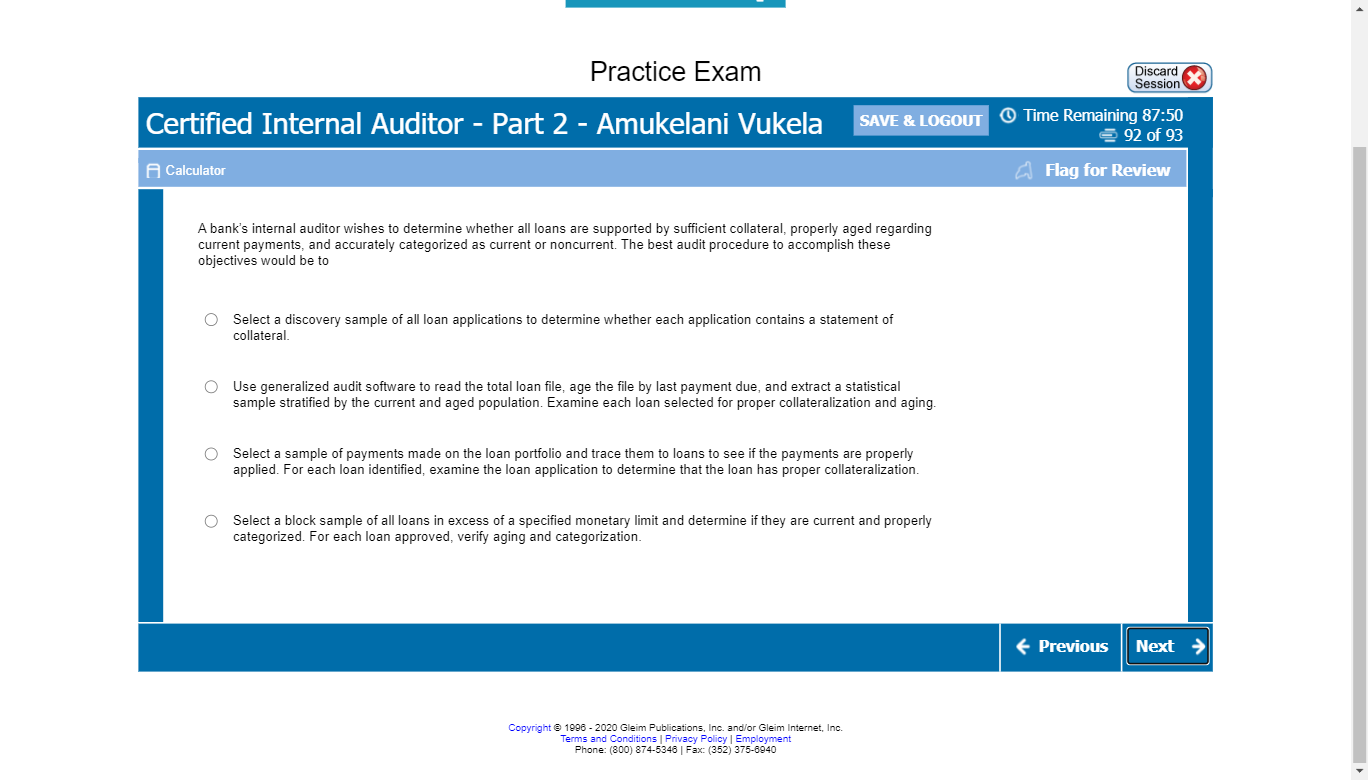 Practice Exam
Discard
Session
Certified Internal Auditor - Part 2 - Amukelani Vukela
SAVE & LOGOUT
Time Remaining 87:50
92 of 93
Calculator
Flag for Review
A bank's internal auditor wishes to determine whether all loans are supported by sufficient collateral, properly aged regarding
current payments, and accurately categorized as current or noncurrent. The best audit procedure to accomplish these
objectives would be to
Select a discovery sample of all loan applications to determine whether each application contains a statement of
collateral.
Use generalized audit software to read the total loan file, age the file by last payment due, and extract a statistical
sample stratified by the current and aged population. Examine each loan selected for proper collateralization and aging.
Select a sample of payments made on the loan portfolio and trace them to loans to see if the payments are properly
applied. For each loan identified, examine the loan application to determine that the loan has proper collateralization.
Select a block sample of all loans in excess of a specified monetary limit and determine if they are current and properly
categorized. For each loan approved, verify aging and categorization.
Previous
Next
Copyright © 1996 - 2020 Gleim Publications, Inc. and/or Gleim Internet, Inc.
Terms and Conditions | Privacy Policy | Employment
Phone: (800) 874-5346 | Fax: (352) 375-6940